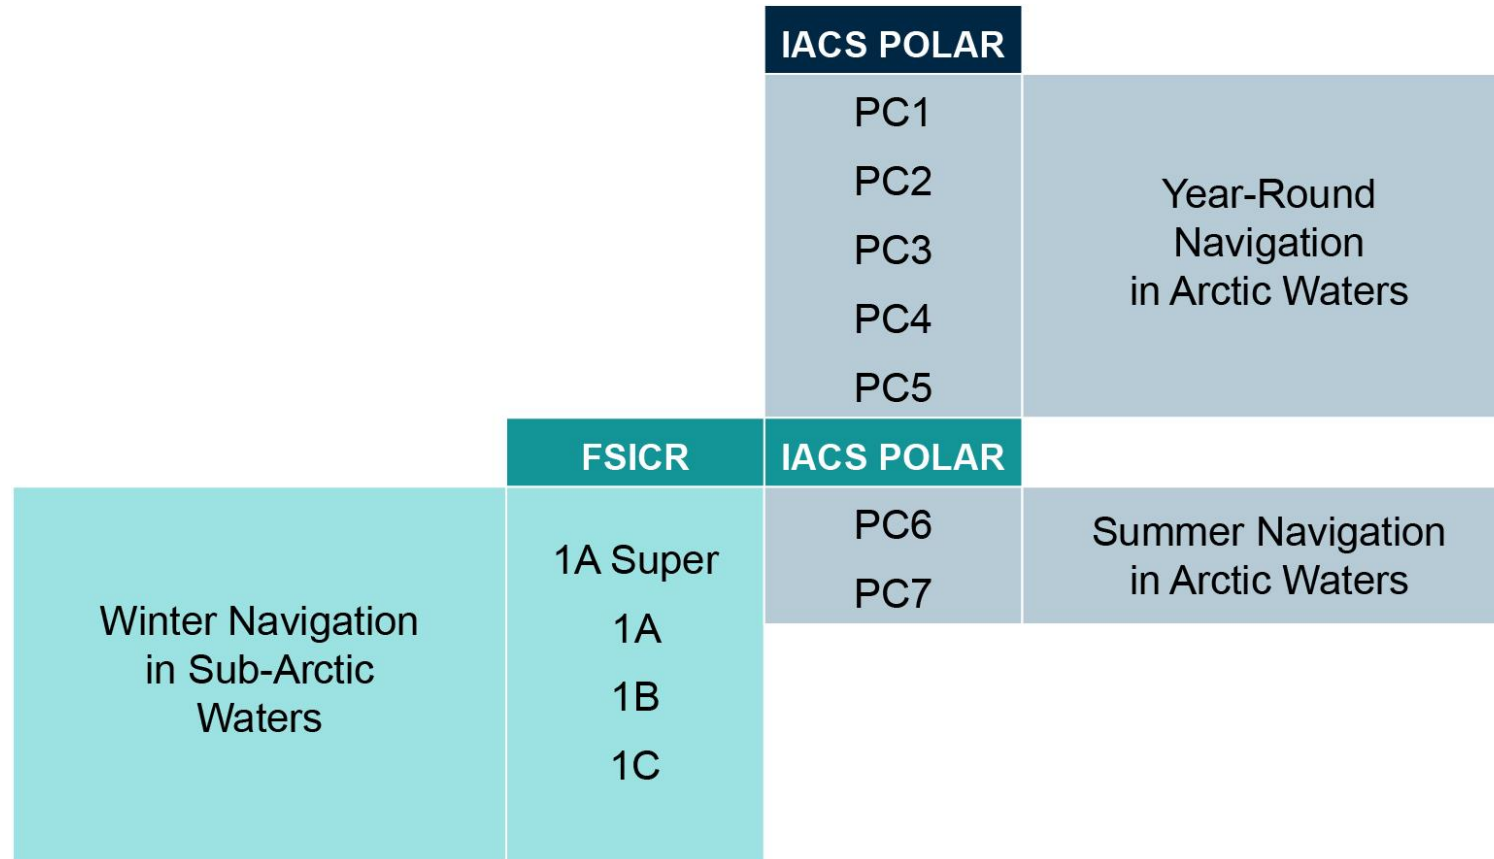 IACS POLAR
PC1
PC2
PC3
PC4
PC5
Year-Round
Navigation
in Arctic Waters
FSICR
IACS POLAR
Winter Navigation
in Sub-Arctic
Waters
1A Super
1A
1B
1C
PC6
PC7
Summer Navigation
in Arctic Waters